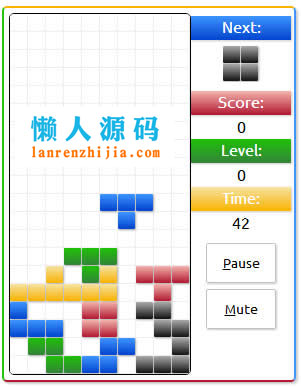 Next:
懒人源码
lanrenzhijia.com
Score:
0
Level:
0
Time:
42
Pause
Mute